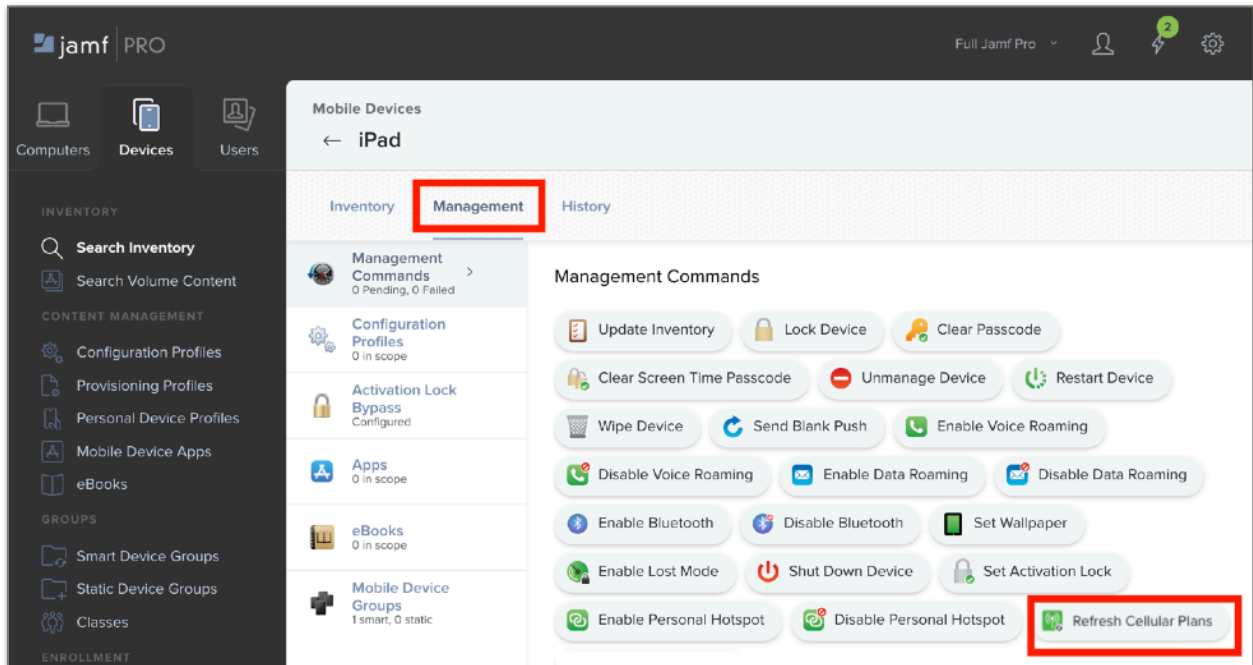 jamf PRO
Full Jamf Pro
2
Computers
Devices
Users
Mobile Devices
← iPad
Inventory
Management
History
INVENTORY
Search Inventory
Search Volume Content
CONTENT MANAGEMENT
Configuration Profiles
Provisioning Profiles
Personal Device Profiles
Mobile Device Apps
eBooks
GROUPS
Smart Device Groups
Static Device Groups
Classes
ENROLLMENT
Management
Commands
0 Pending, 0 Failed
Configuration
Profiles
0 in scope
Activation Lock
Bypass
Configured
Apps
0 in scope
eBooks
0 in scope
Mobile Device
Groups
1 smart, 0 static
Management Commands
Update Inventory
Lock Device
Clear Passcode
Clear Screen Time Passcode
Unmanage Device
Restart Device
Wipe Device
Send Blank Push
Enable Voice Roaming
Disable Voice Roaming
Enable Data Roaming
Disable Data Roaming
Enable Bluetooth
Disable Bluetooth
Set Wallpaper
Enable Lost Mode
Shut Down Device
Set Activation Lock
Enable Personal Hotspot
Disable Personal Hotspot
Refresh Cellular Plans